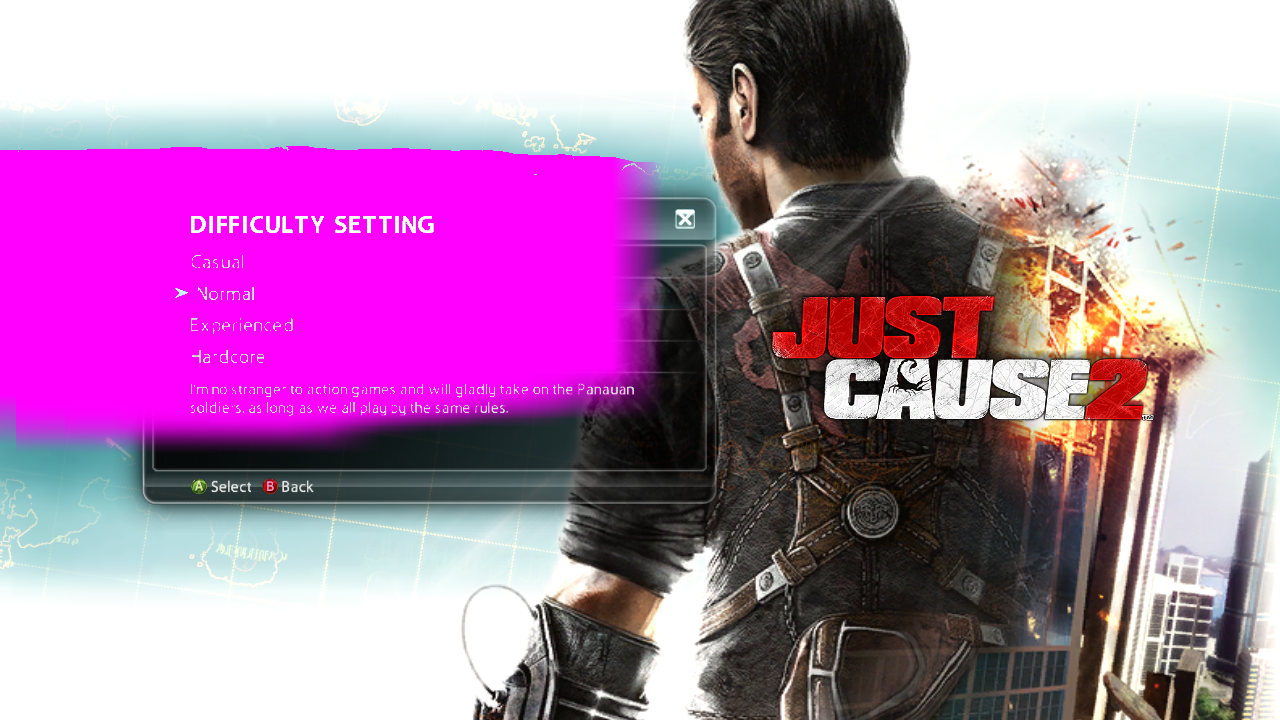 DIFFICULTY SETTING
Casual
Normal
Experienced
Hardcore
I'm no stranger to action games and will gladly take on the Panauan
soldiers, as long as we all play by the same rules.
A Select B Back
JUST
CAUSE 2